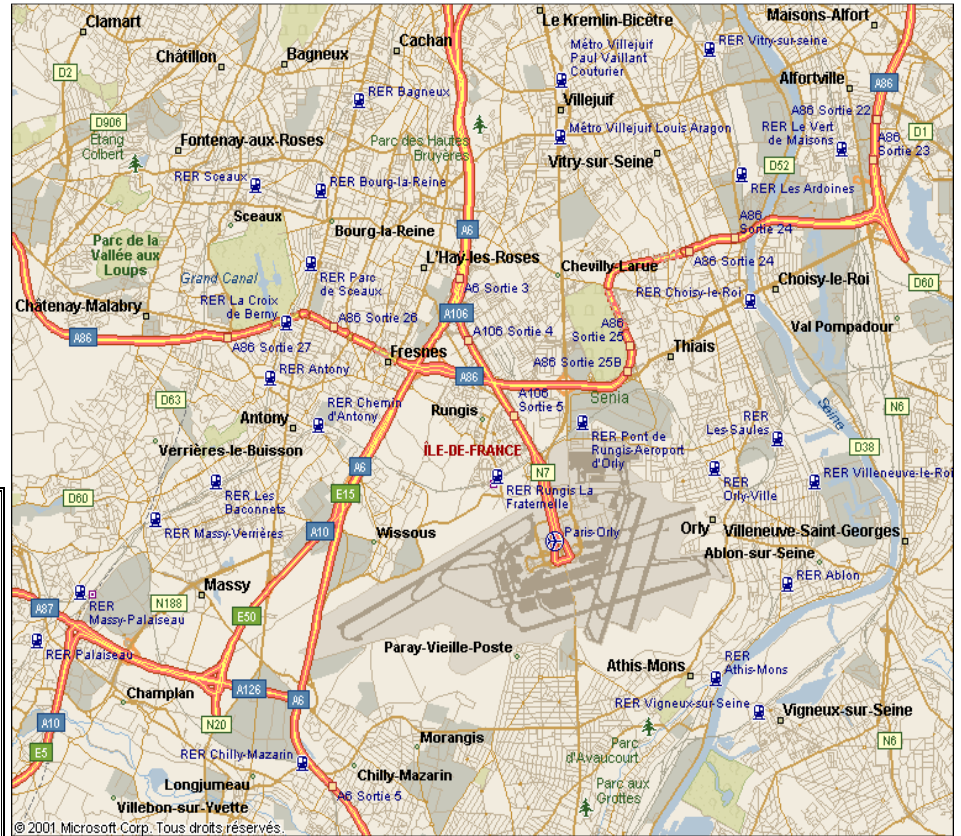 Clamart
Le Kremlin-Bicêtre
Maisons-Alfort
Cachan
Châtillon
Bagneux
Métro Villejuif
Paul Vaillant
Couturier
RER Vitry-sur-seine
D2
Alfortville
A86
RER Bagneux
Villejuif
A86 Sortie 22
D906
Etang
Colbert
Fontenay-aux-Roses
Parc des Hautes
Bruyères
Métro Villejuif Louis Aragon
RER Le Vert
de Maisons
A86
Sortie 23
D1
Vitry-sur-Seine
D52
RER Sceaux
RER Bourg-la-Reine
RER Les Ardoines
Sceaux
Bourg-la-Reine
A6
A86
Sortie 24
Parc de la
Vallée aux
Loups
L'Hay-les-Roses
A86 Sortie 24
Grand Canal
RER Parc
de Sceaux
Chevilly-Larue
Choisy-le-Roi
D60
A6 Sortie 3
RER Choisy-le-Roi
Châtenay-Malabry
RER La Croix
de Berny
A106
A86 Sortie 26
A106 Sortie 4
A86
Sortie 25
Val Pompadour
A86
A86 Sortie 27
Fresnes
A86 Sortie 25B
Thiais
RER Antony
A86
A106
Sortie 5
Senia
D63
RER Chemin
d'Antony
Rungis
Seine
N6
Antony
RER Pont de
Rungis-Aeroport
d'Orly
RER
Les-Saules
D38
Verrières-le-Buisson
ÎLE-DE-FRANCE
A6
N7
RER
Orly-Ville
RER Villeneuve-le-Roi
D60
RER Les
Baconnets
E15
RER Rungis La
Fraternelle
RER Massy-Verrières
A10
Wissous
Paris-Orly
Orly
Villeneuve-Saint-Georges
Ablon-sur-Seine
Massy
RER Ablon
A87
RER
Massy-Palaiseau
N188
E50
RER Palaiseau
Paray-Vieille-Poste
Athis-Mons
RER
Athis-Mons
Champlan
A126
A6
RER Vigneux-sur-Seine
Vigneux-sur-Seine
A10
N20
E5
RER Chilly-Mazarin
Morangis
Parc
d'Avaucourt
N6
Longjumeau
Chilly-Mazarin
Parc aux
Grottes
A6 Sortie 5
Villebon-sur-Yvette
© 2001 Microsoft Corp. Tous droits réservés.